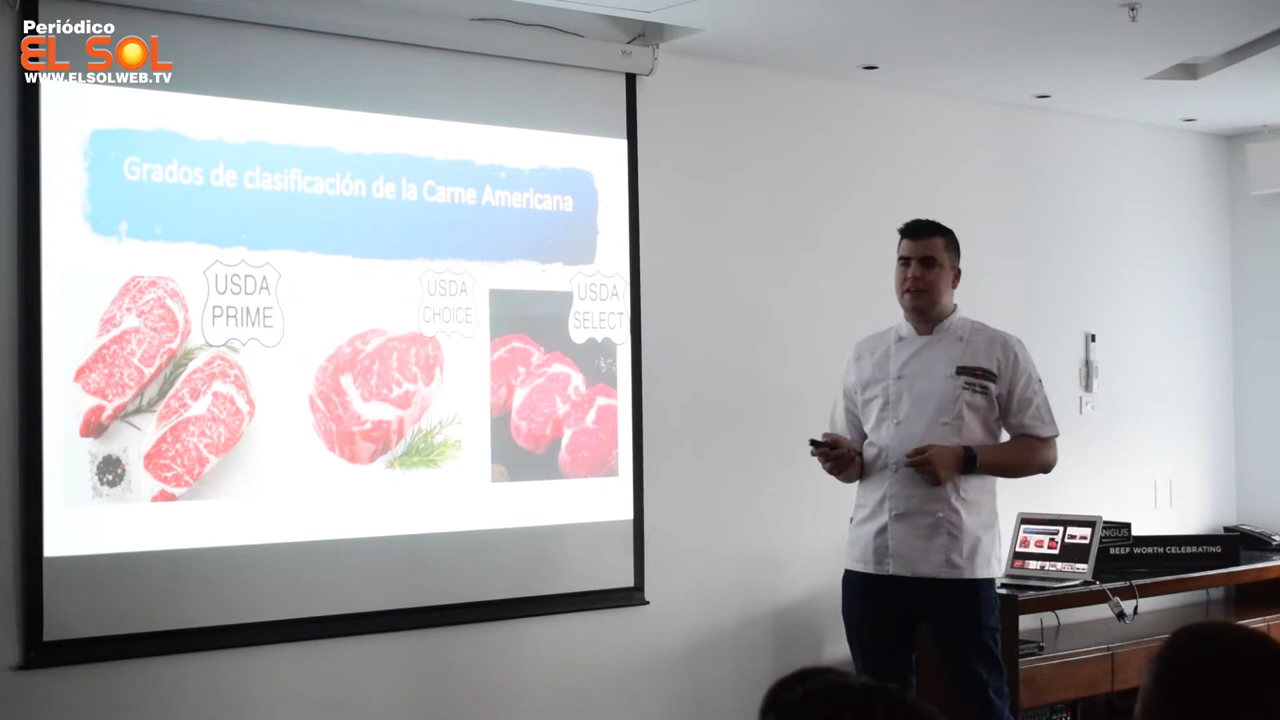 Periódico
EL SOL
WWW.ELSOLWEB.TV
Grados de clasificación de la Carne Americana
USDA
PRIME
USDA
CHOICE
USDA
SELECT
ANGUS
BEEF WORTH CELEBRATING